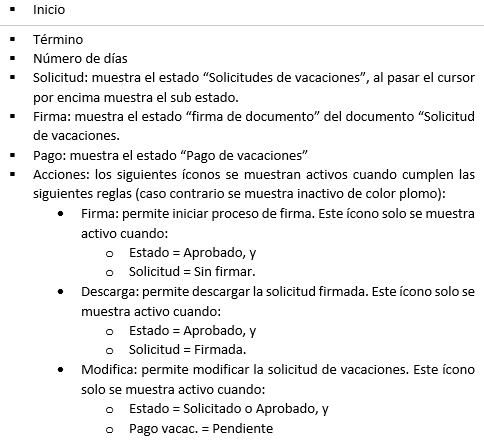 ▪ Inicio
▪ Término
▪ Número de días
▪ Solicitud: muestra el estado “Solicitudes de vacaciones”, al pasar el cursor
por encima muestra el sub estado.
▪ Firma: muestra el estado “firma de documento” del documento “Solicitud
de vacaciones.
▪ Pago: muestra el estado “Pago de vacaciones”
▪ Acciones: los siguientes íconos se muestran activos cuando cumplen las
siguientes reglas (caso contrario se muestra inactivo de color plomo):
• Firma: permite iniciar proceso de firma. Este ícono solo se muestra
activo cuando:
o Estado = Aprobado, y
o Solicitud = Sin firmar.
• Descarga: permite descargar la solicitud firmada. Este ícono solo se
muestra activo cuando:
o Estado = Aprobado, y
o Solicitud = Firmada.
• Modifica: permite modificar la solicitud de vacaciones. Este ícono
solo se muestra activo cuando:
o Estado = Solicitado o Aprobado, y
o Pago vacac. = Pendiente